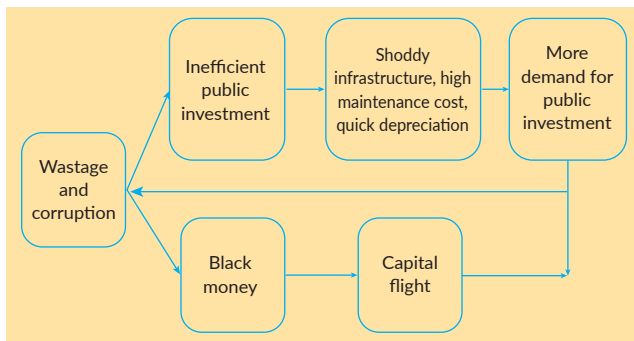 Wastage
and
corruption
Inefficient
public
investment
Shoddy
infrastructure, high
maintenance cost,
quick depreciation
More
demand for
public
investment
Black
money
Capital
flight